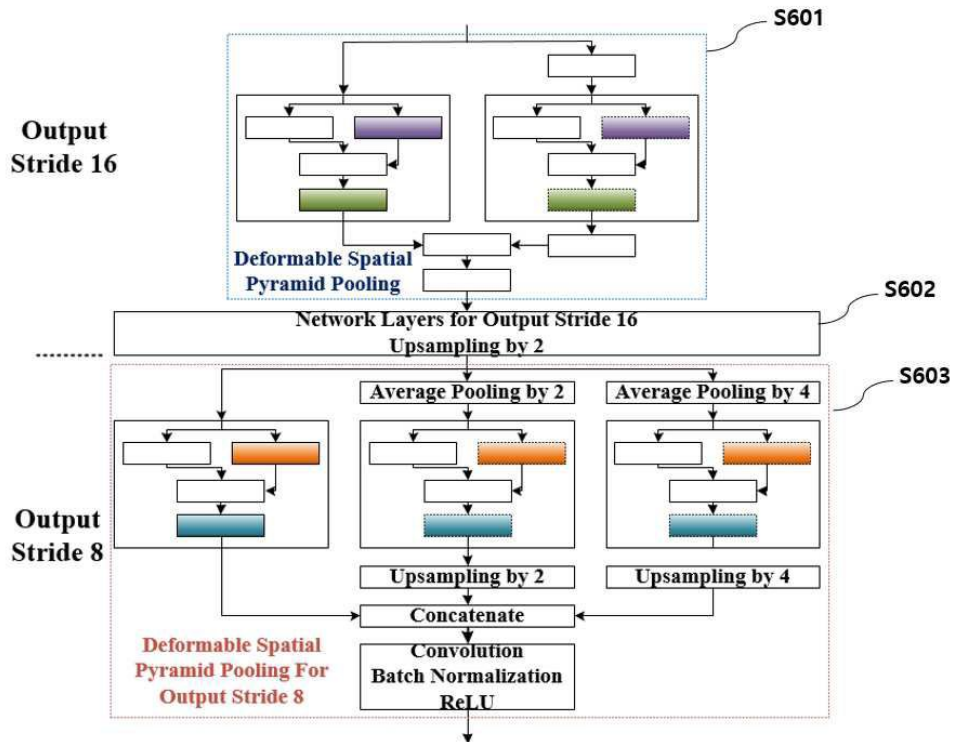 S601
Output
Stride 16
Deformable Spatial
Pyramid Pooling
S602
Network Layers for Output Stride 16
Upsampling by 2
S603
Average Pooling by 2
Average Pooling by 4
Output
Stride 8
Upsampling by 2
Upsampling by 4
Concatenate
Deformable Spatial
Pyramid Pooling For
Output Stride 8
Convolution
Batch Normalization
ReLU